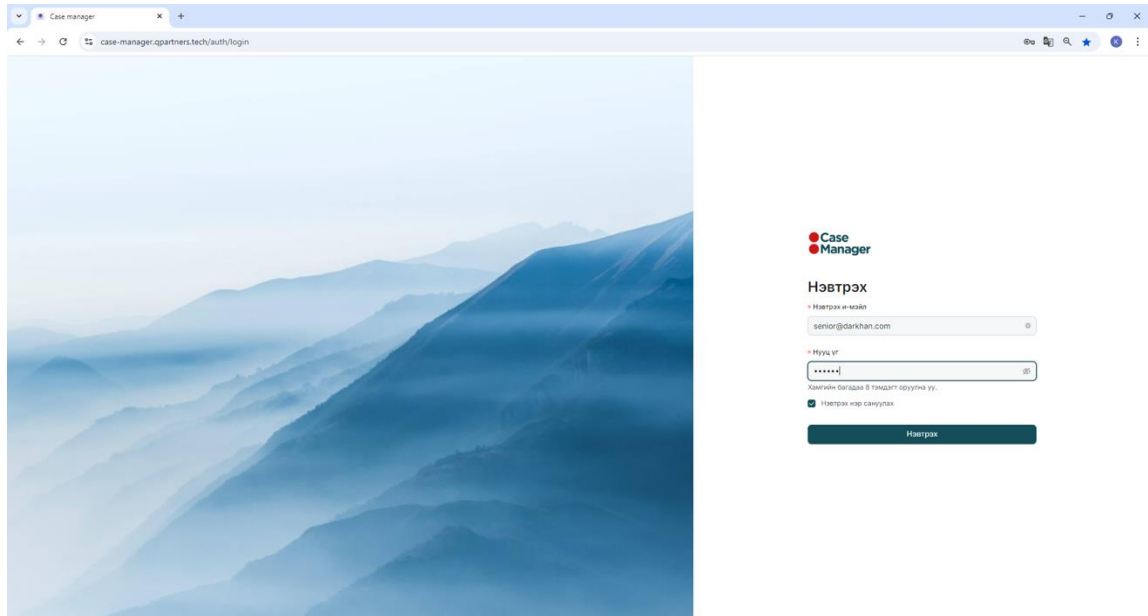 Case manager
case-manager.qpartners.tech/auth/login
K
Case
Manager
Нэвтрэх
* Нэвтрэх и-мэйл
senior@darkhan.com
* Нууц үг
••••••
Хамгийн багадаа 8 тэмдэгт оруулна уу.
Нэвтрэх нэр сануулах
Нэвтрэх